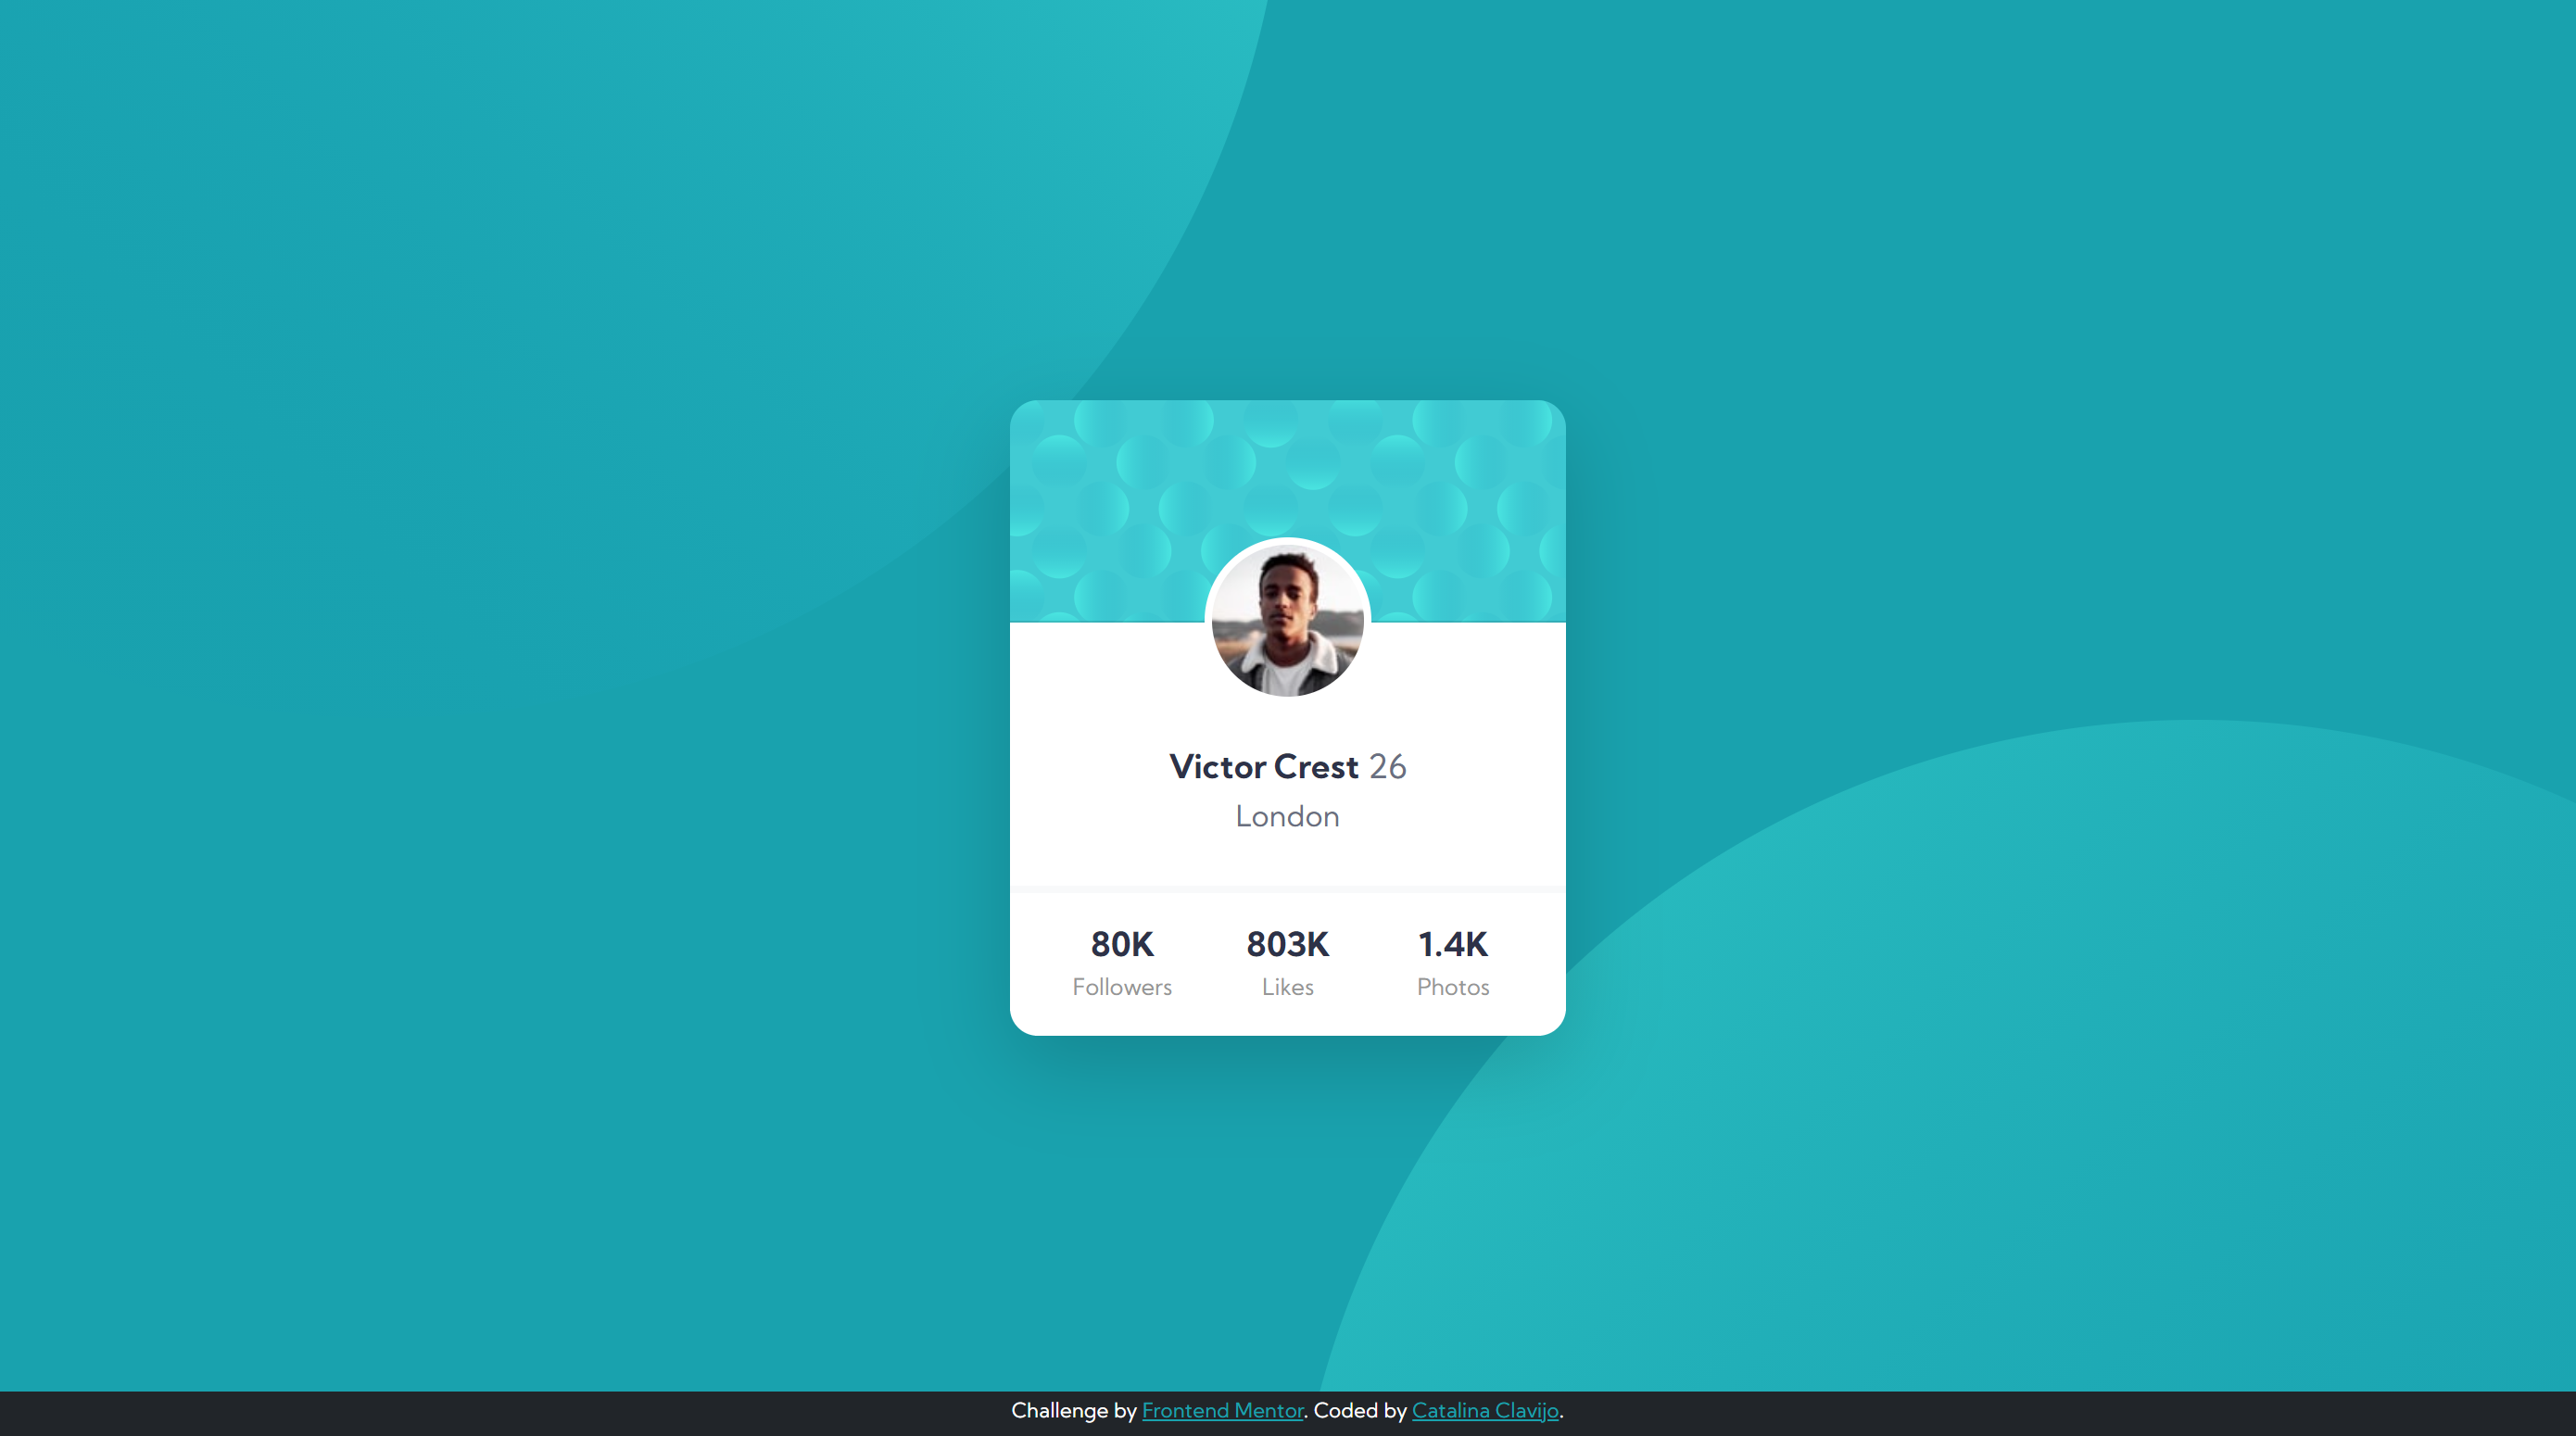 Victor Crest 26
London
80K 803K 1.4K
Followers Likes Photos
Challenge by Frontend Mentor. Coded by Catalina Clavijo.